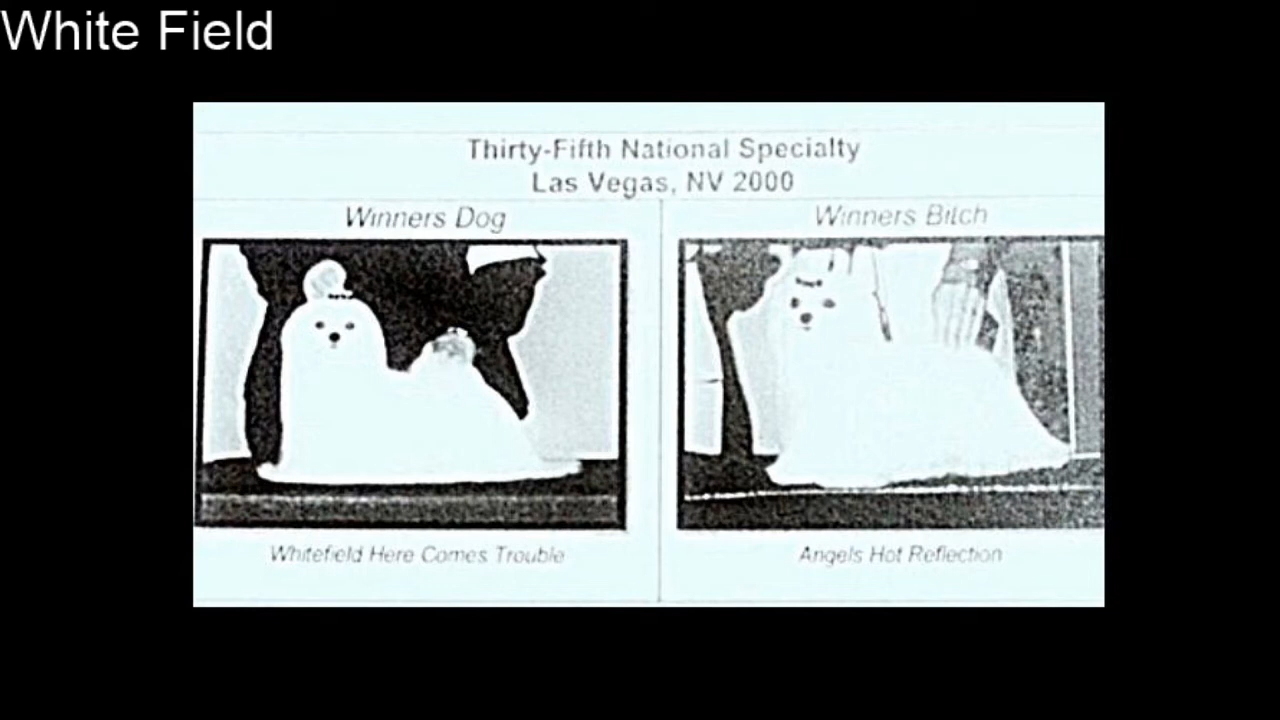 White Field
Thirty-Fifth National Specialty
Las Vegas, NV 2000
Winners Dog
Winners Bitch
Whitefield Here Comes Trouble
Angels Hot Reflection